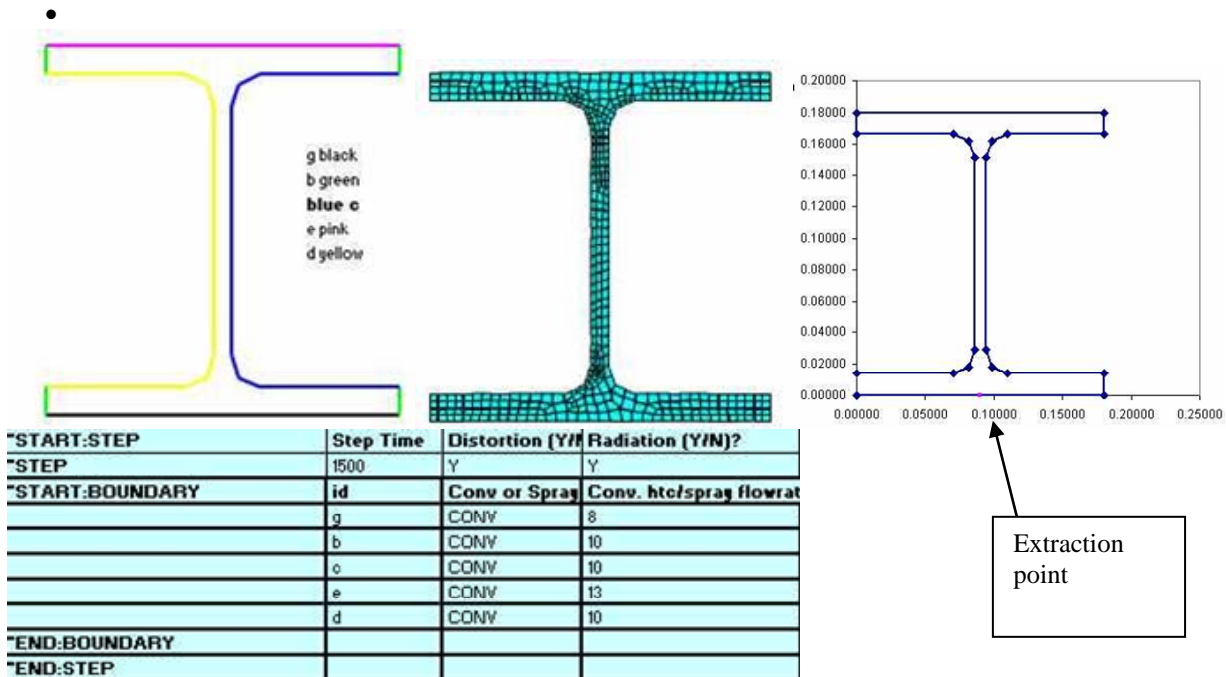 •
g black
b green
blue c
e pink
d yellow
0.20000
0.18000
0.16000
0.14000
0.12000
0.10000
0.08000
0.06000
0.04000
0.02000
0.00000
0.00000 0.05000 0.10000 0.15000 0.20000 0.25000
Extraction
point
*START:STEP Step Time Distortion (Y/N Radiation (Y/N)?
*STEP 1500 Y Y
*START:BOUNDARY id Conv or Spray Conv. htc/spray flowrat
g CONV 8
b CONV 10
c CONV 10
e CONV 13
d CONV 10
*END:BOUNDARY
*END:STEP